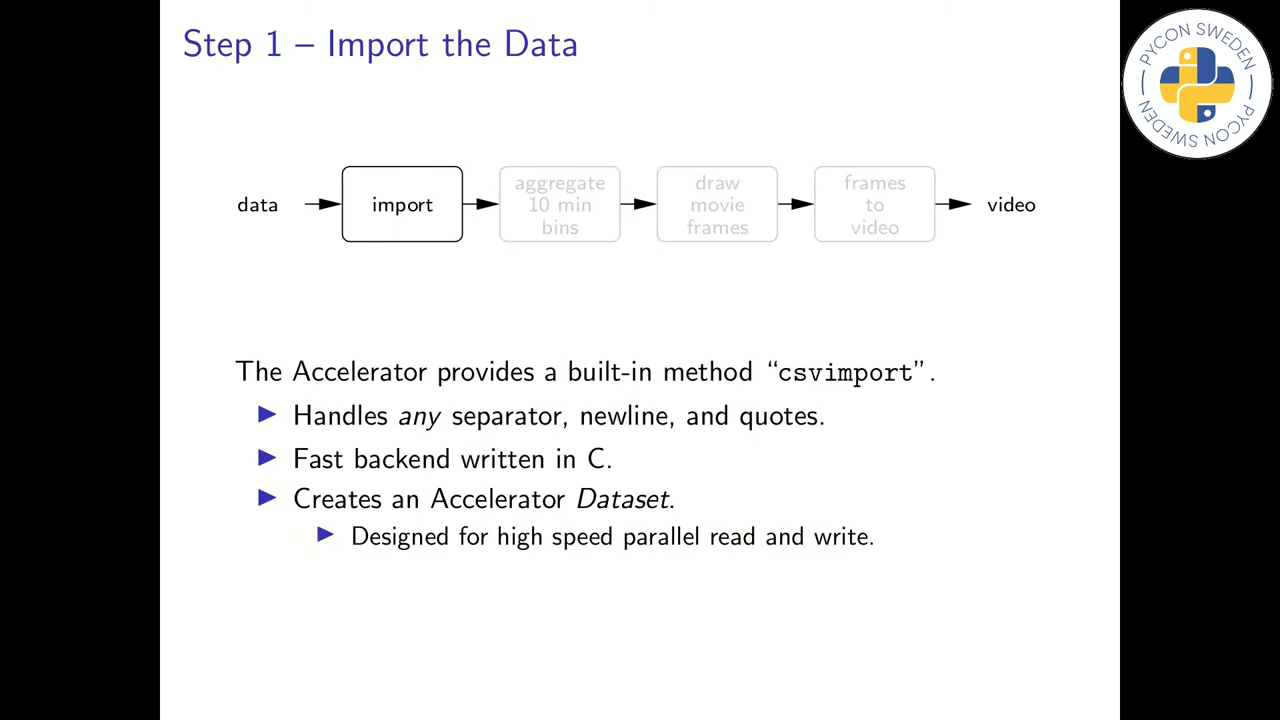 Step 1 – Import the Data
PYCON SWEDEN
PYCON SWEDEN
data
import
aggregate
10 min
bins
draw
movie
frames
frames
to
video
video
The Accelerator provides a built-in method “csvimport”.
Handles any separator, newline, and quotes.
Fast backend written in C.
Creates an Accelerator Dataset.
Designed for high speed parallel read and write.